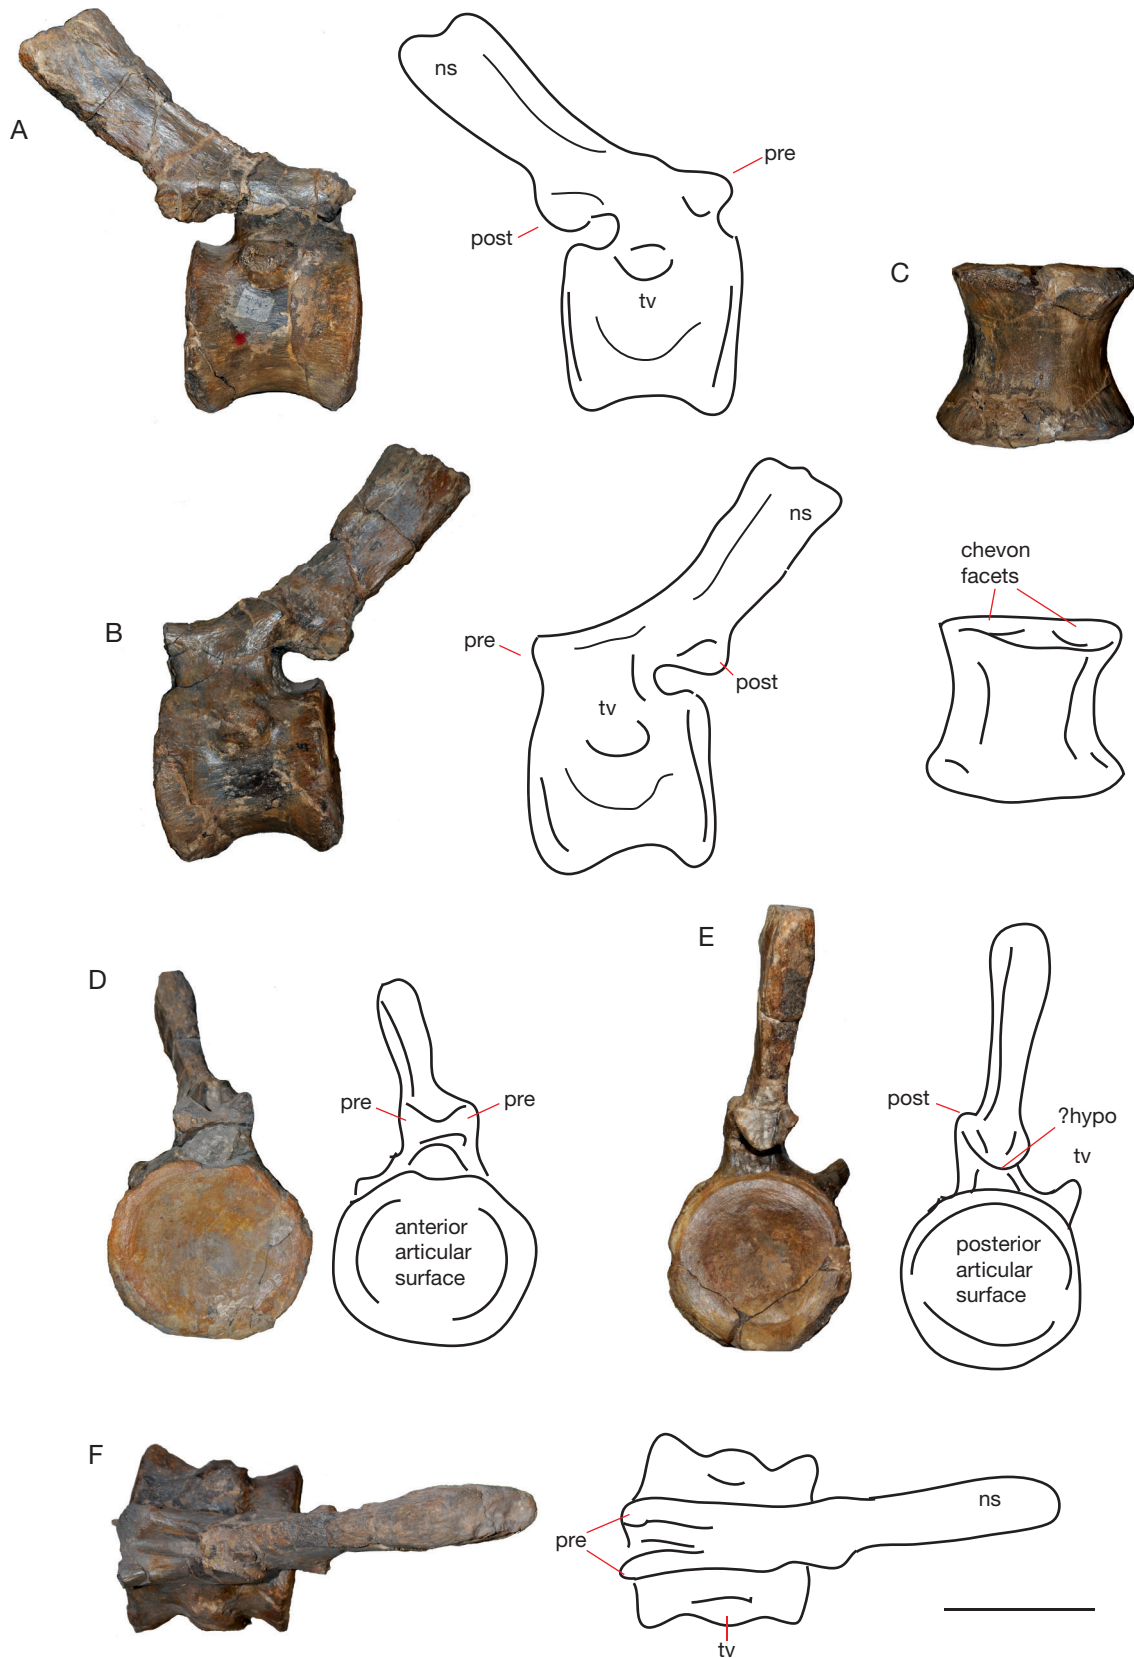 A
ns
pre
post
tv
C
B
ns
pre
post
tv
chevon
facets
D
pre
pre
anterior
articular
surface
E
post
?hypo
tv
posterior
articular
surface
F
ns
pre
tv